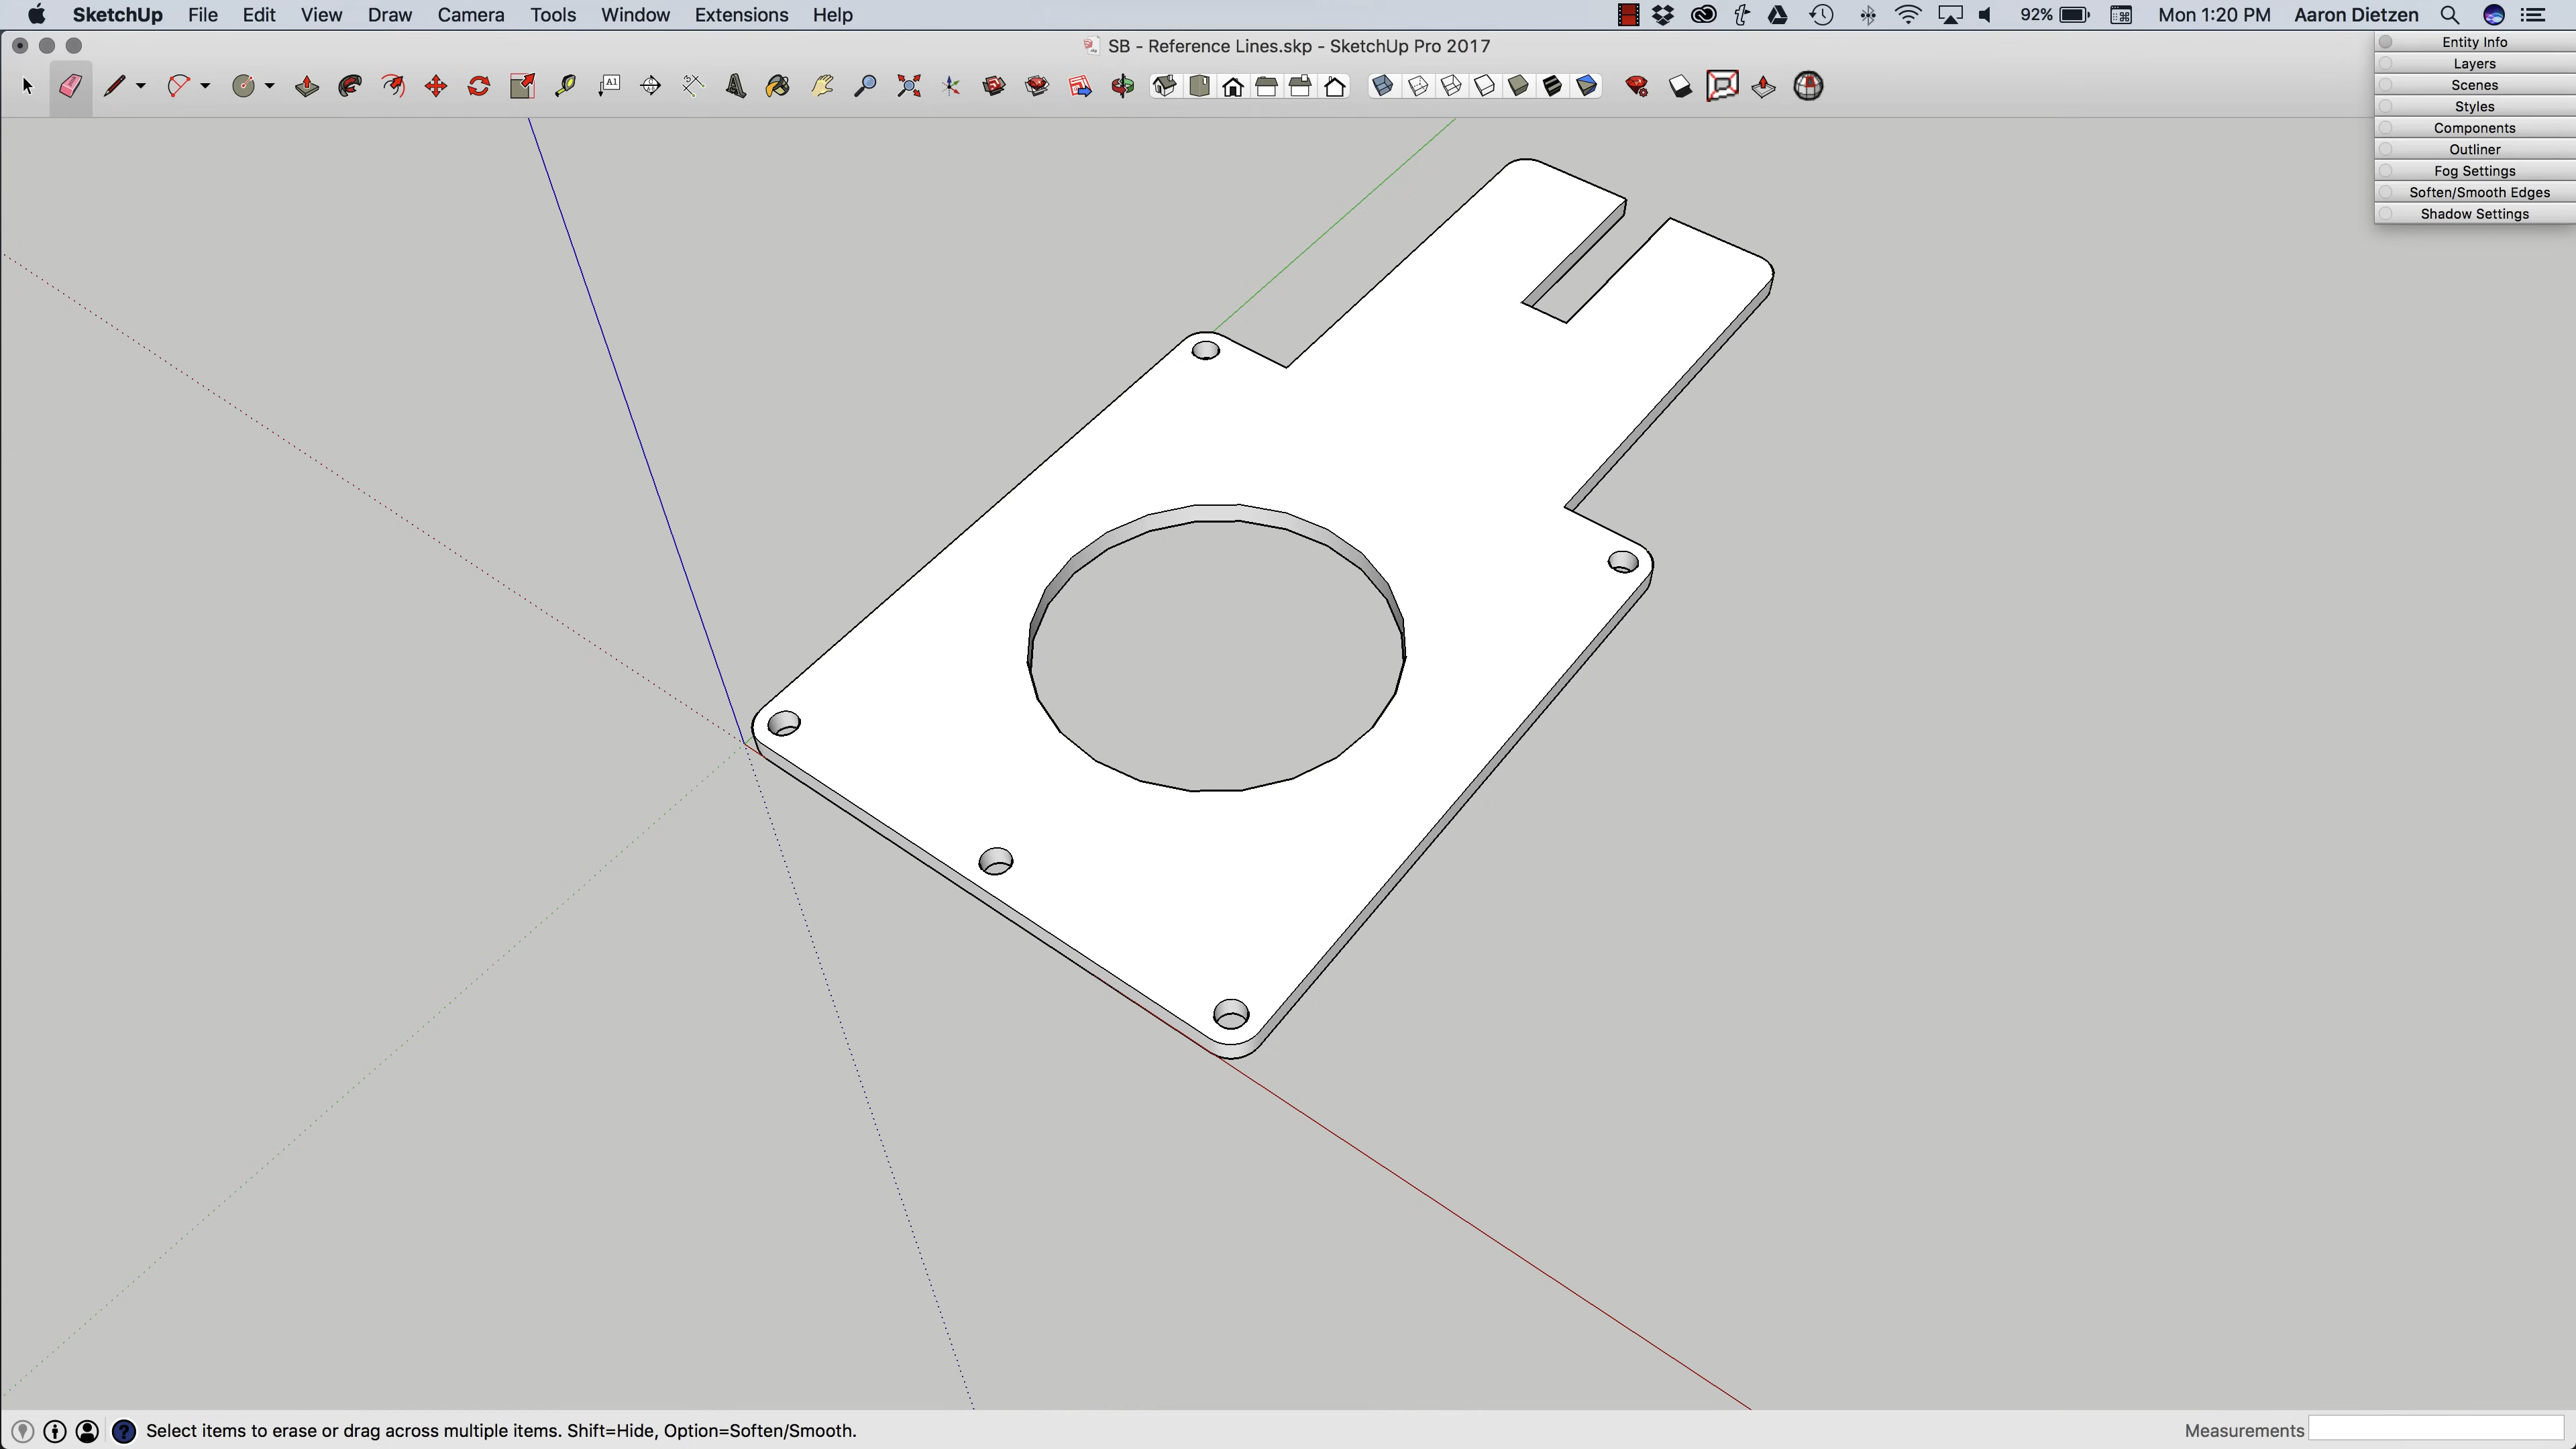 SketchUp File Edit View Draw Camera Tools Window Extensions Help 92% Mon 1:20 PM Aaron Dietzen
SB - Reference Lines.skp - SketchUp Pro 2017
A1
Entity Info
Layers
Scenes
Styles
Components
Outliner
Fog Settings
Soften/Smooth Edges
Shadow Settings
Select items to erase or drag across multiple items. Shift=Hide, Option=Soften/Smooth.
Measurements